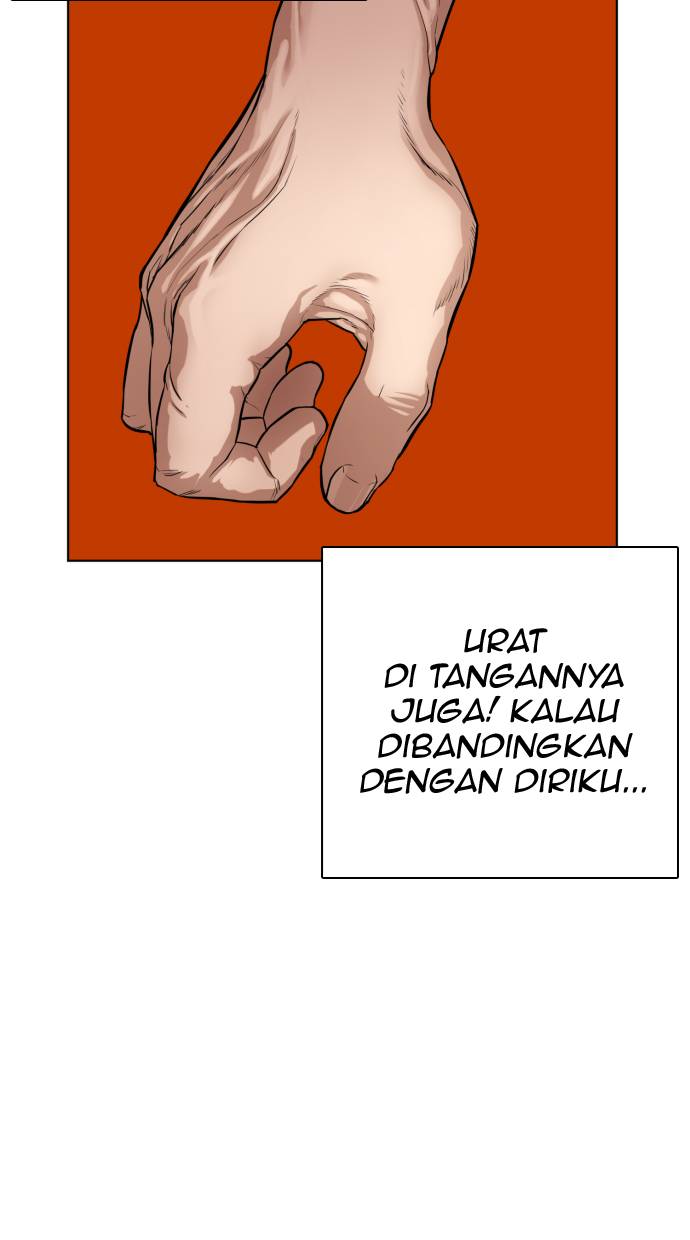 URAT
DI TANGANNYA
JUGA! KALAU
DIBANDINGKAN
DENGAN DIRIKU...